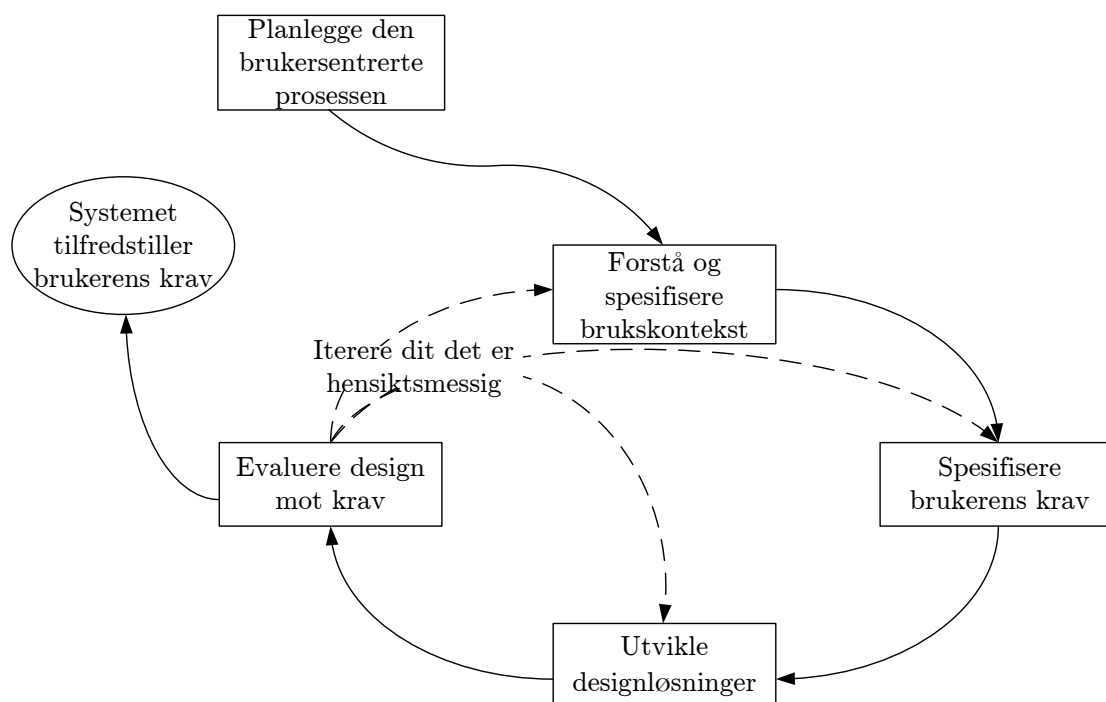 Planlegge den
brukersentrerte
prosessen
Systemet
tilfredstiller
brukerens krav
Forstå og
spesifisere
brukskontekst
Iterere dit det er
hensiktsmessig
Evaluere design
mot krav
Spesifisere
brukerens krav
Utvikle
designløsninger